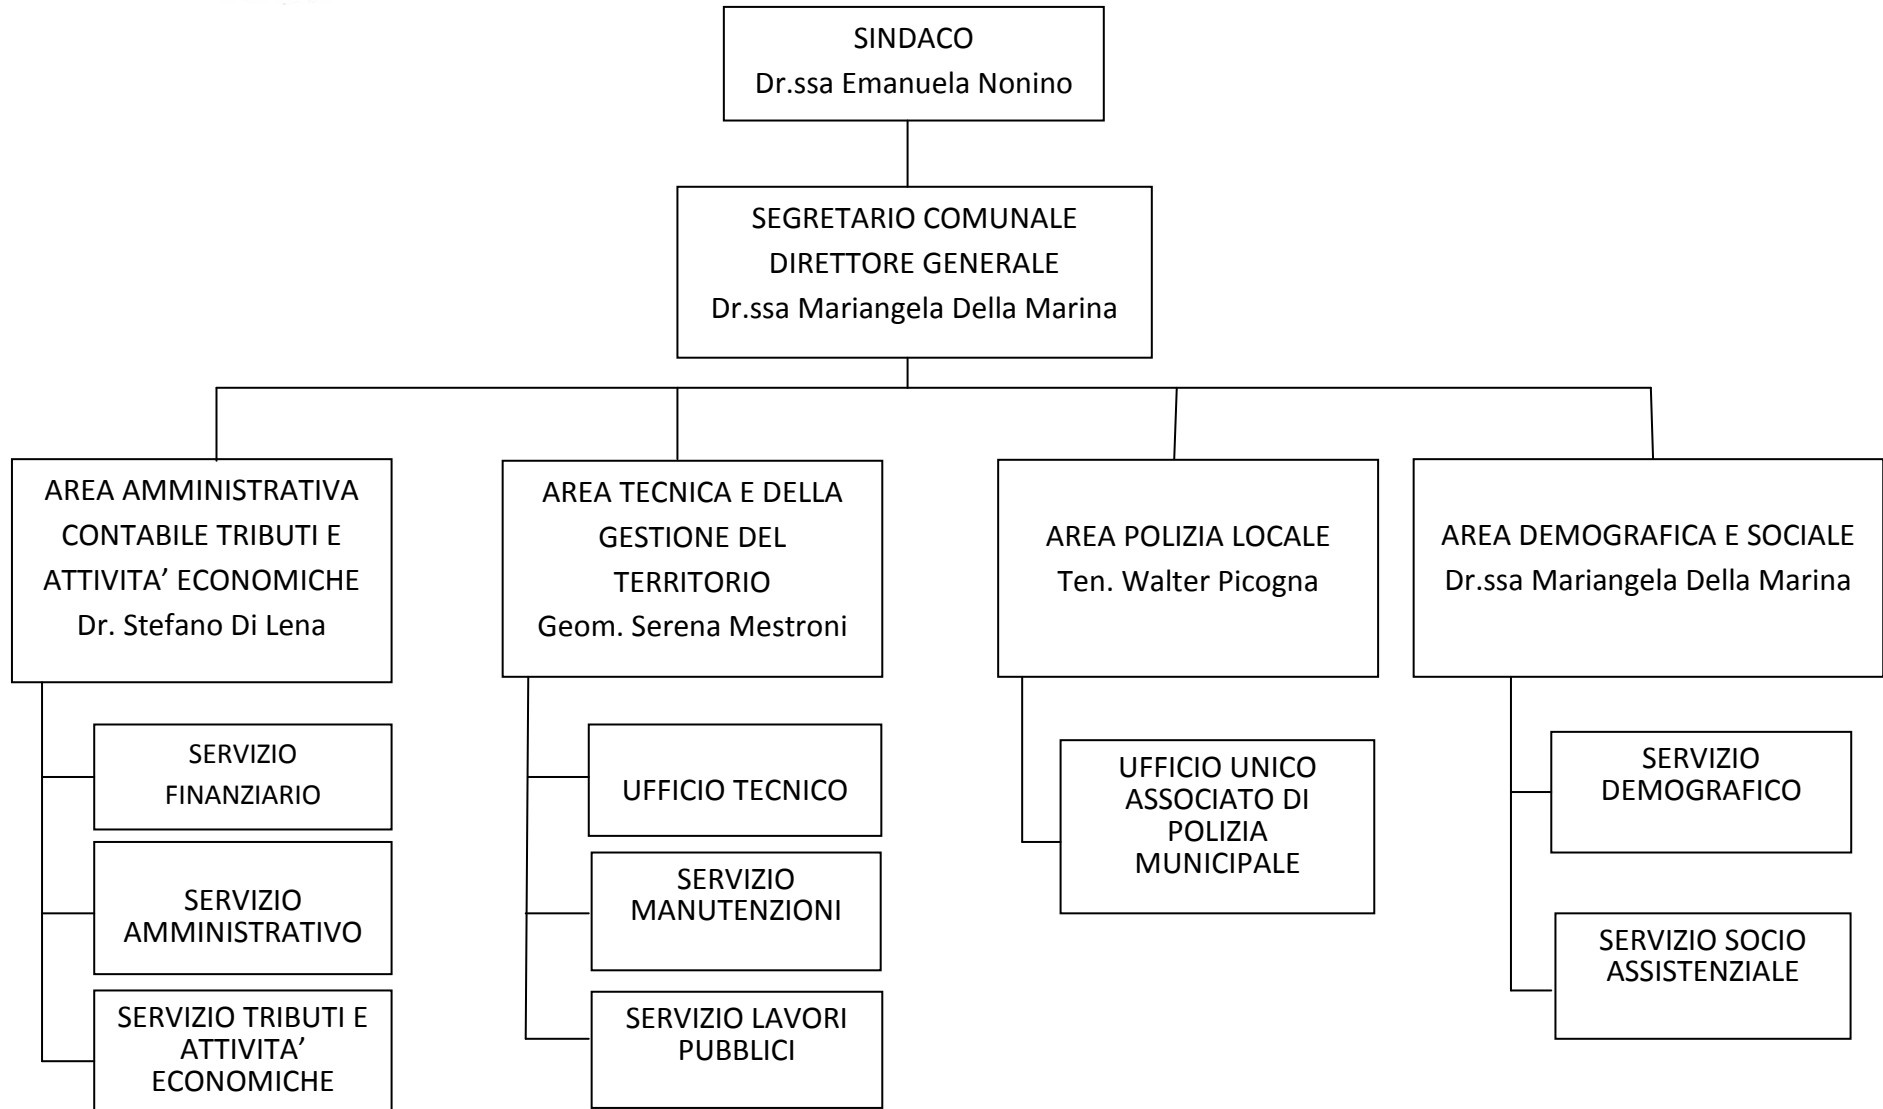 SINDACO
Dr.ssa Emanuela Nonino
SEGRETARIO COMUNALE
DIRETTORE GENERALE
Dr.ssa Mariangela Della Marina
AREA AMMINISTRATIVA
CONTABILE TRIBUTI E
ATTIVITA’ ECONOMICHE
Dr. Stefano Di Lena
AREA TECNICA E DELLA
GESTIONE DEL
TERRITORIO
Geom. Serena Mestroni
AREA POLIZIA LOCALE
Ten. Walter Picogna
AREA DEMOGRAFICA E SOCIALE
Dr.ssa Mariangela Della Marina
SERVIZIO
FINANZIARIO
SERVIZIO
AMMINISTRATIVO
SERVIZIO TRIBUTI E
ATTIVITA’
ECONOMICHE
UFFICIO TECNICO
SERVIZIO
MANUTENZIONI
SERVIZIO LAVORI
PUBBLICI
UFFICIO UNICO
ASSOCIATO DI
POLIZIA
MUNICIPALE
SERVIZIO
DEMOGRAFICO
SERVIZIO SOCIO
ASSISTENZIALE